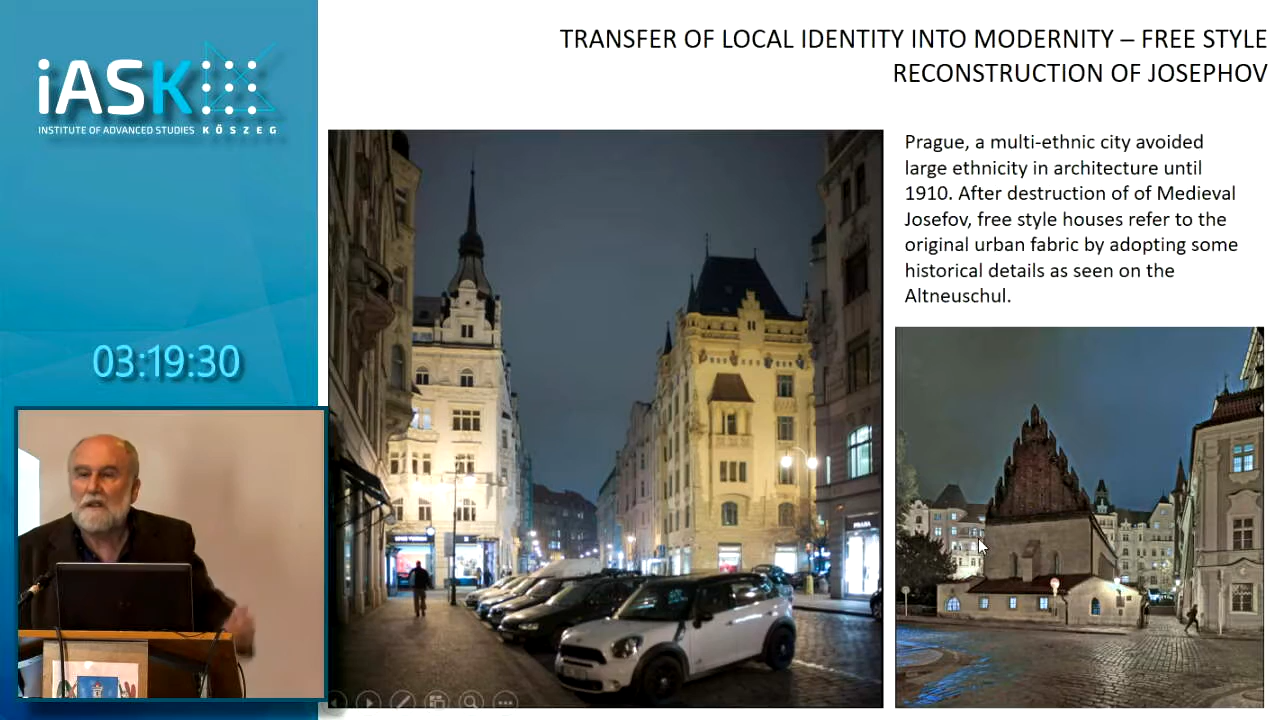 iASK
INSTITUTE OF ADVANCED STUDIES KŐSZEG
03:19:30
TRANSFER OF LOCAL IDENTITY INTO MODERNITY – FREE STYLE
RECONSTRUCTION OF JOSEPHOV
Prague, a multi-ethnic city avoided
large ethnicity in architecture until
1910. After destruction of of Medieval
Josefov, free style houses refer to the
original urban fabric by adopting some
historical details as seen on the
Altneuschul.
PRADA